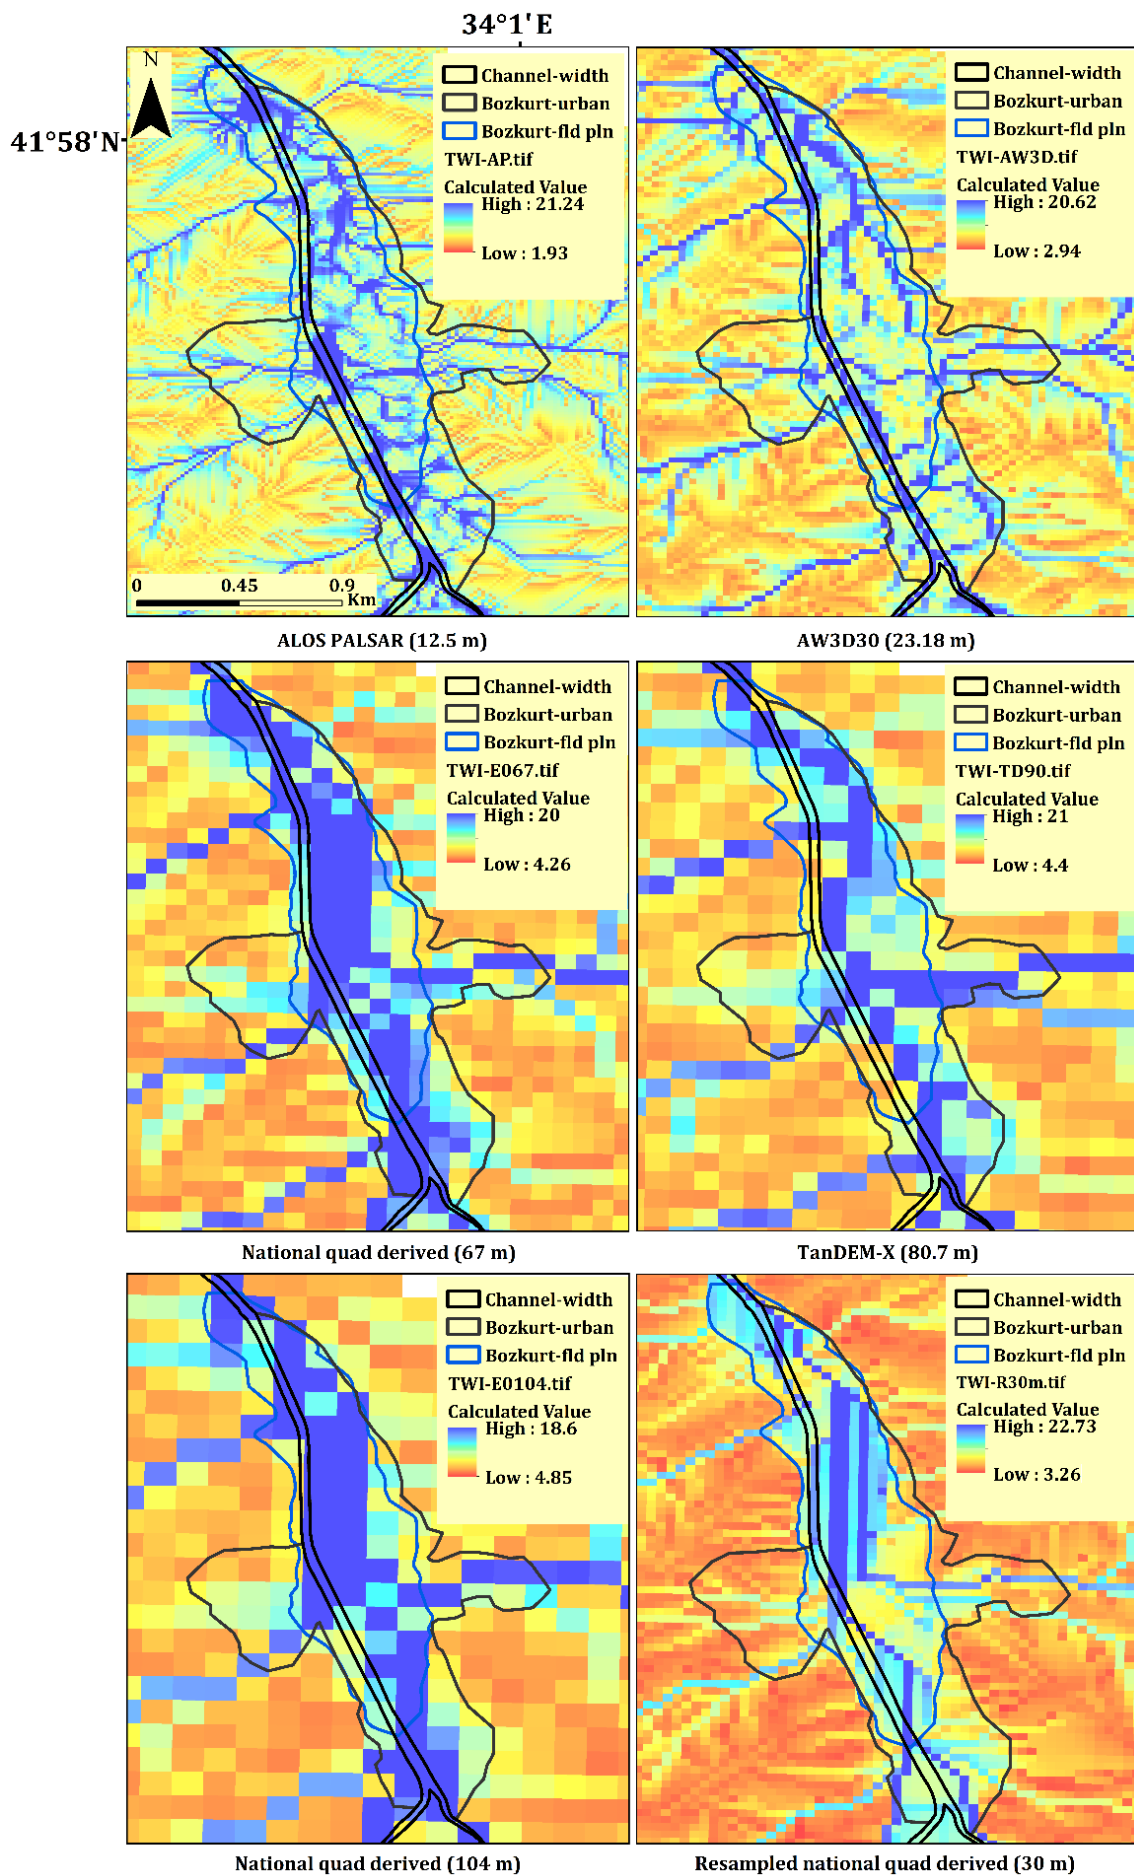 34°1'E
41°58'N
N
Channel-width
Bozkurt-urban
Bozkurt-fld pln
TWI-AP.tif
Calculated Value
High : 21.24
Low : 1.93
0 0.45 0.9
Km
ALOS PALSAR (12.5 m)
Channel-width
Bozkurt-urban
Bozkurt-fld pln
TWI-AW3D.tif
Calculated Value
High : 20.62
Low : 2.94
AW3D30 (23.18 m)
Channel-width
Bozkurt-urban
Bozkurt-fld pln
TWI-E067.tif
Calculated Value
High : 20
Low : 4.26
National quad derived (67 m)
Channel-width
Bozkurt-urban
Bozkurt-fld pln
TWI-TD90.tif
Calculated Value
High : 21
Low : 4.4
TanDEM-X (80.7 m)
Channel-width
Bozkurt-urban
Bozkurt-fld pln
TWI-E0104.tif
Calculated Value
High : 18.6
Low : 4.85
National quad derived (104 m)
Channel-width
Bozkurt-urban
Bozkurt-fld pln
TWI-R30m.tif
Calculated Value
High : 22.73
Low : 3.26
Resampled national quad derived (30 m)